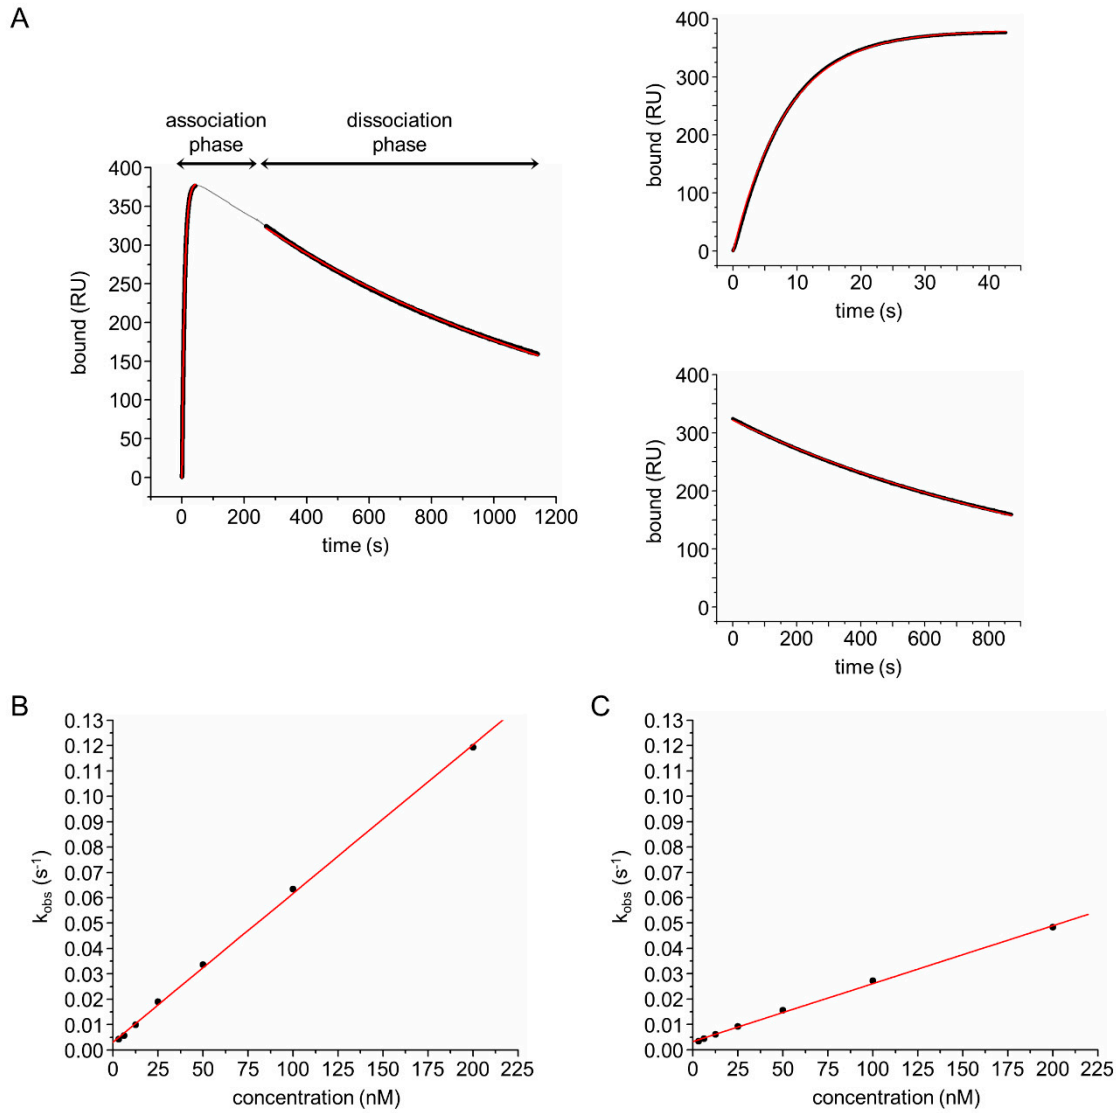 A
association
phase
dissociation
phase
400
350
300
250
200
150
100
50
0
bound (RU)
0 200 400 600 800 1000 1200
time (s)
400
300
200
100
0
bound (RU)
0 10 20 30 40
time (s)
400
300
200
100
0
bound (RU)
0 200 400 600 800
time (s)
B
0.13
0.12
0.11
0.10
0.09
0.08
0.07
0.06
0.05
0.04
0.03
0.02
0.01
0.00
k_obs (s⁻¹)
0 25 50 75 100 125 150 175 200 225
concentration (nM)
C
0.13
0.12
0.11
0.10
0.09
0.08
0.07
0.06
0.05
0.04
0.03
0.02
0.01
0.00
k_obs (s⁻¹)
0 25 50 75 100 125 150 175 200 225
concentration (nM)